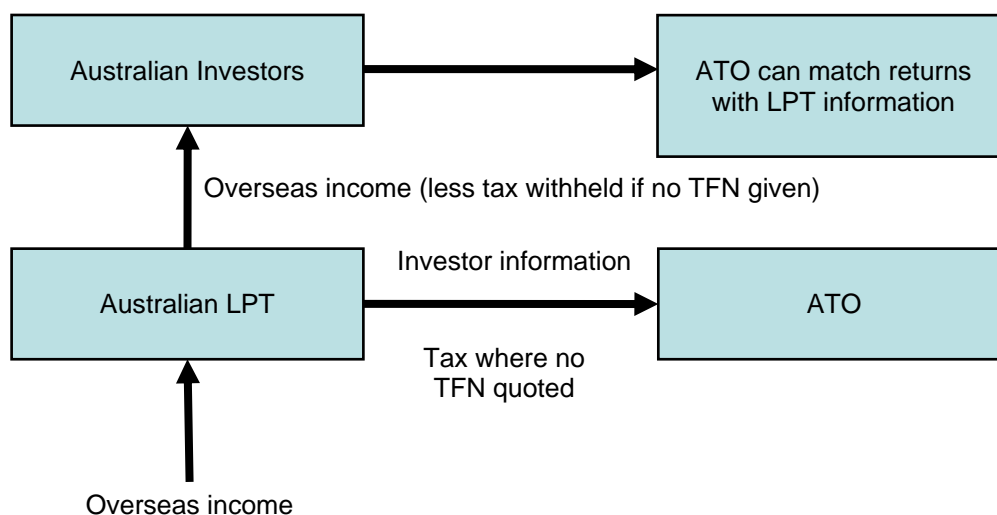 Australian Investors
ATO can match returns
with LPT information
Overseas income (less tax withheld if no TFN given)
Investor information
Australian LPT
ATO
Tax where no
TFN quoted
Overseas income